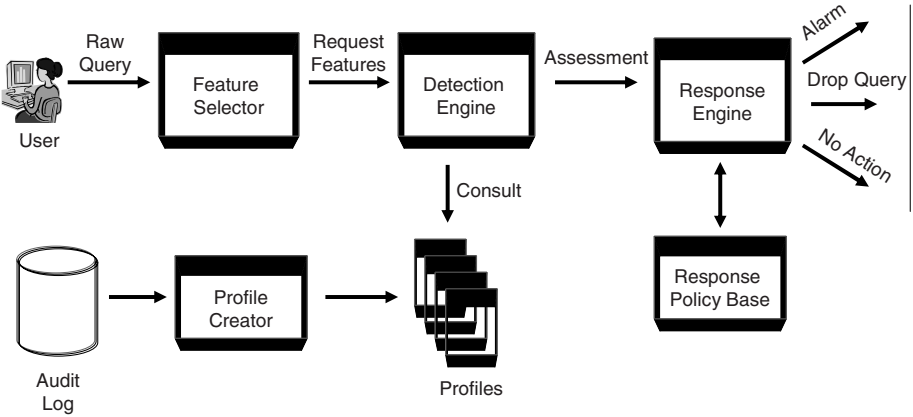 Raw
Query
Request
Features
Assessment
Alarm
Drop Query
No Action
Feature
Selector
Detection
Engine
Response
Engine
User
Consult
Profile
Creator
Response
Policy Base
Audit
Log
Profiles